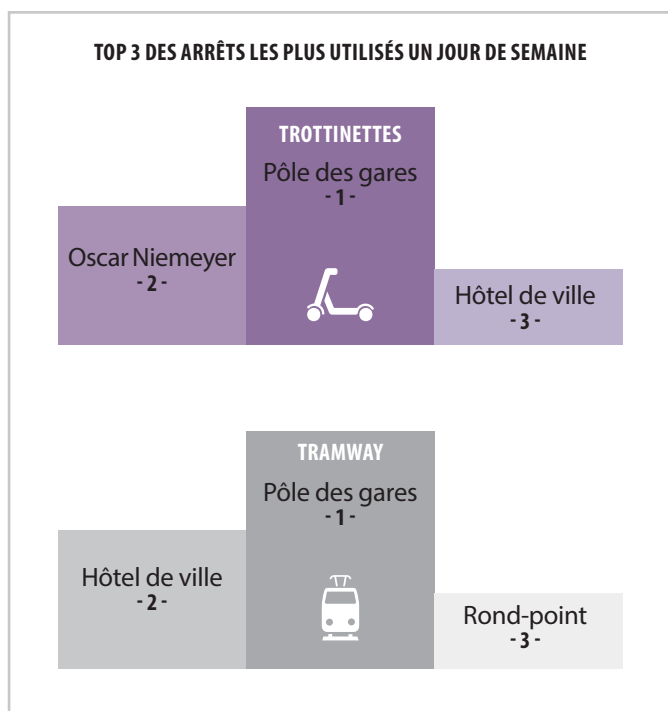 TOP 3 DES ARRÊTS LES PLUS UTILISÉS UN JOUR DE SEMAINE
TROTTINETTES
Pôle des gares
- 1 -
Oscar Niemeyer
- 2 -
Hôtel de ville
- 3 -
TRAMWAY
Pôle des gares
- 1 -
Hôtel de ville
- 2 -
Rond-point
- 3 -